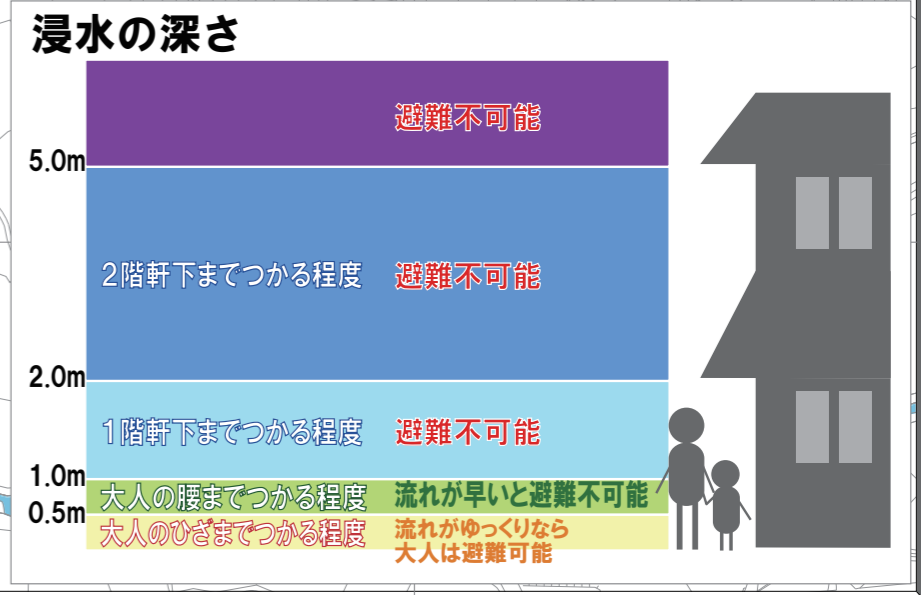 浸水の深さ
避難不可能
5.0m
2階軒下までつかる程度 避難不可能
2.0m
1階軒下までつかる程度 避難不可能
1.0m
大人の腰までつかる程度 流れが早いと避難不可能
0.5m
大人のひざまでつかる程度 流れがゆっくりなら
大人は避難可能